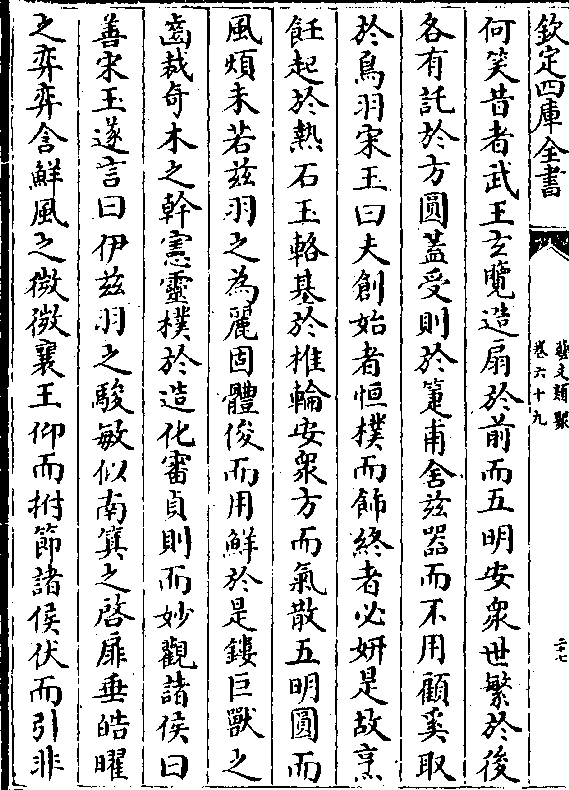 欽定四庫全書
藝文類聚
卷六十九
二七
何笑昔者武王玄覽造扇於前而五明安衆世繁於後
各有託於方圓蓋受則於箑甫舍兹器而不用顧奚取
於鳥羽宋玉曰夫創始者恒樸而飾終者必妍是故烹
飪起於熱石玉輅基於椎輪安衆方而氣散五明圓而
風煩未若兹羽之為麗固體俊而用鮮於是鏤巨獸之
齒裁奇木之幹憲靈樸於造化審貞則而妙觀諸侯曰
善宋玉遂言曰伊兹羽之駿敏似南箕之啓扉垂皓曜
之弈弈含鮮風之微微襄王仰而拊節諸侯伏而引非